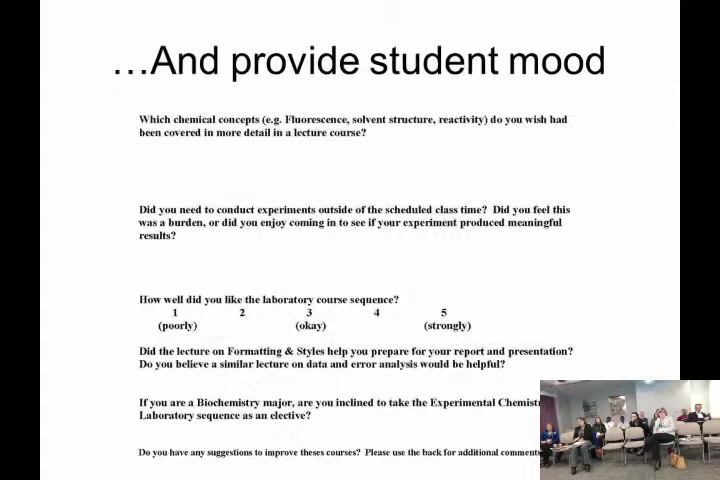 …And provide student mood
Which chemical concepts (e.g. Fluorescence, solvent structure, reactivity) do you wish had
been covered in more detail in a lecture course?
Did you need to conduct experiments outside of the scheduled class time? Did you feel this
was a burden, or did you enjoy coming in to see if your experiment produced meaningful
results?
How well did you like the laboratory course sequence?
1 2 3 4 5
(poorly) (okay) (strongly)
Did the lecture on Formatting & Styles help you prepare for your report and presentation?
Do you believe a similar lecture on data and error analysis would be helpful?
If you are a Biochemistry major, are you inclined to take the Experimental Chemistr
Laboratory sequence as an elective?
Do you have any suggestions to improve theses courses? Please use the back for additional comments